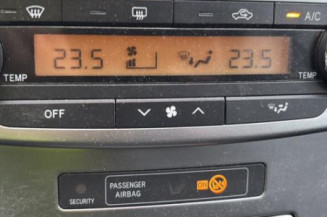 A/C
23.5 23.5
TEMP TEMP
OFF
SECURITY PASSENGER
AIRBAG